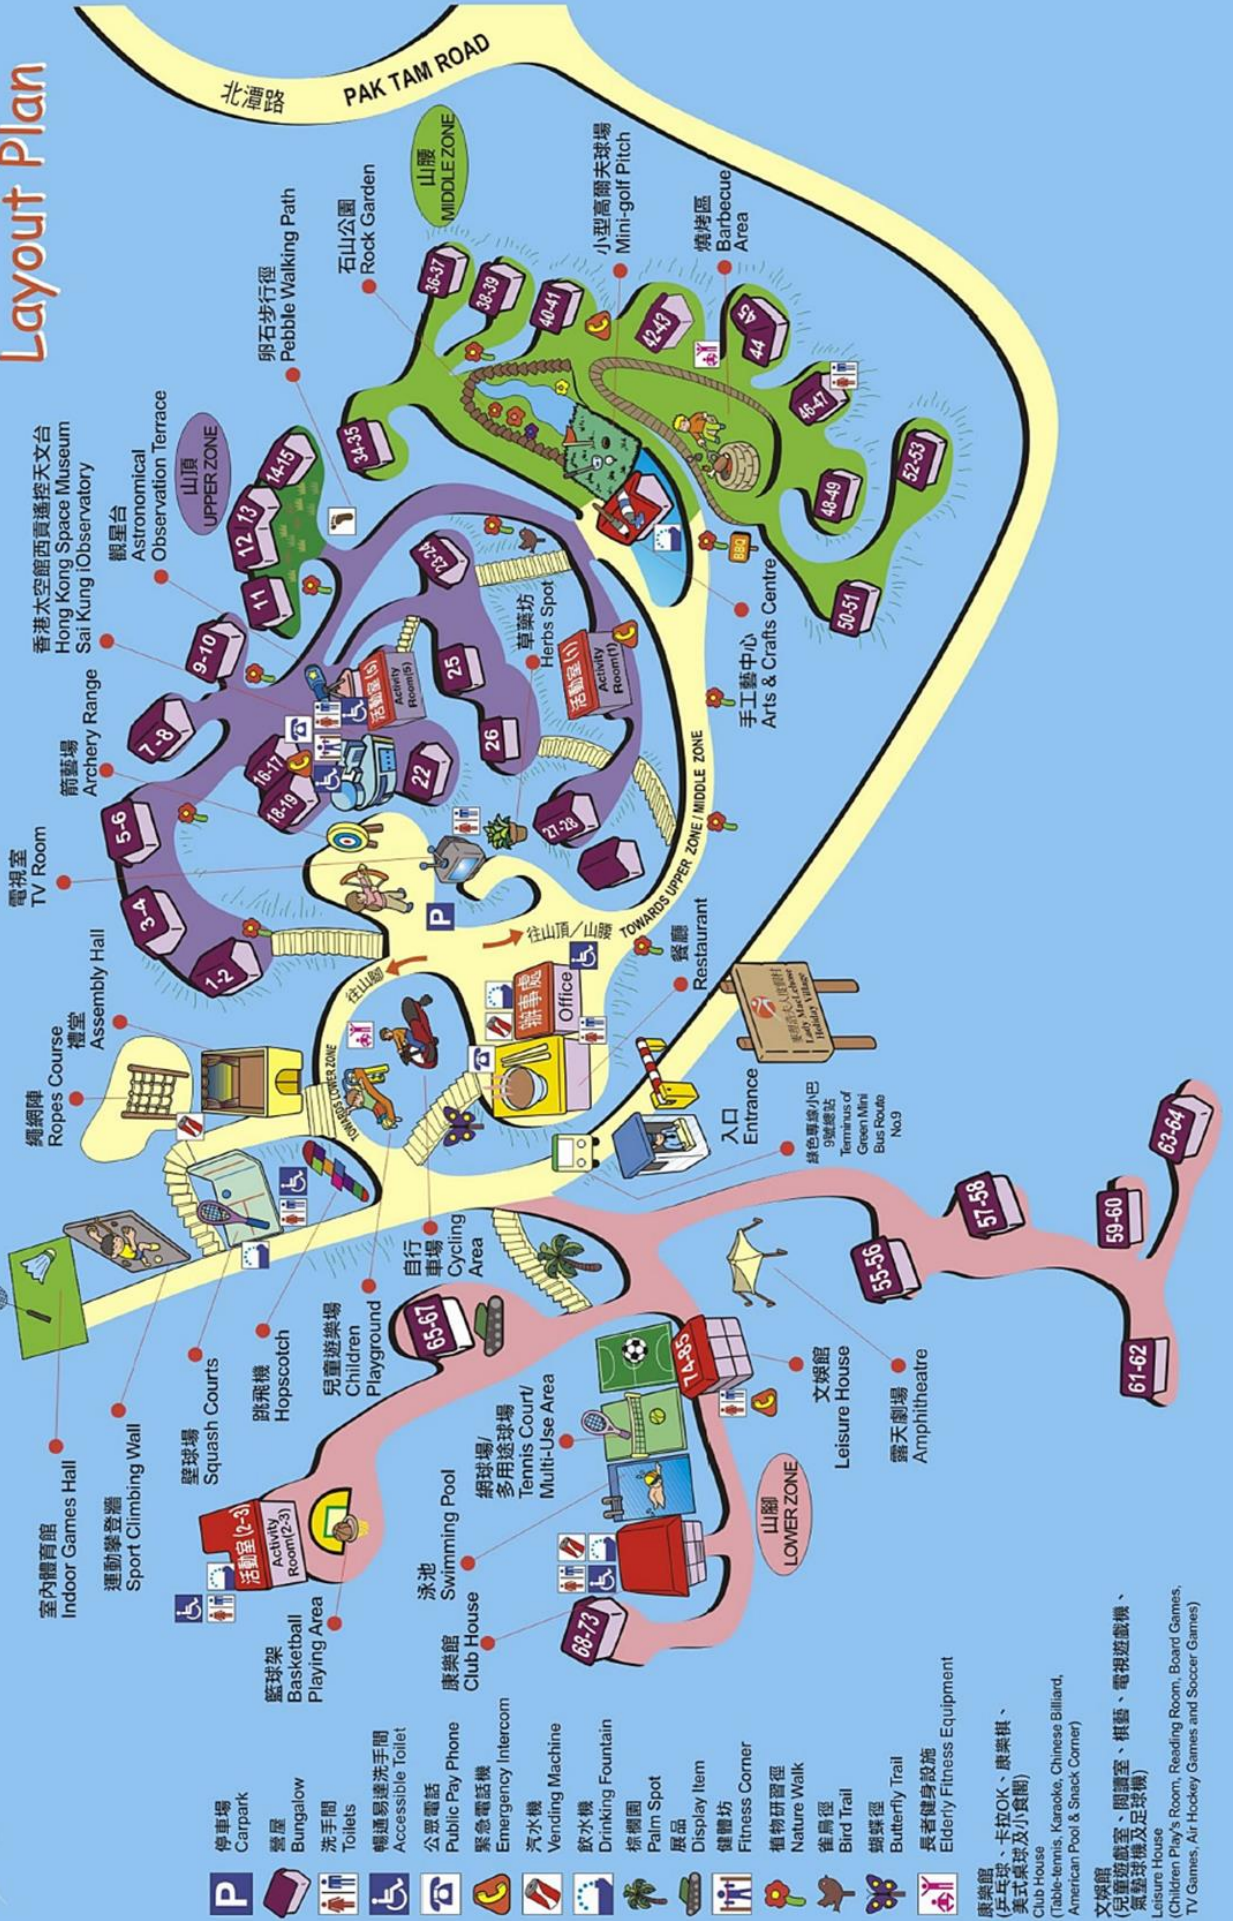 Layout Plan
北潭路
PAK TAM ROAD
山腰
MIDDLE ZONE
小型高爾夫球場
Mini-golf Pitch
燒烤區
Barbecue
Area
石山公園
Rock Garden
卵石步行徑
Pebble Walking Path
山頂
UPPER ZONE
觀星台
Astronomical
Observation Terrace
香港太空館西貢遙控天文台
Hong Kong Space Museum
Sai Kung iObservatory
箭藝場
Archery Range
電視室
TV Room
禮堂
Assembly Hall
繩網陣
Ropes Course
36-37
38-39
40-41
42-43
45
44
46-47
48-49
52-53
50-51
34-35
14-15
12
13
11
9-10
7-8
5-6
3-4
1-2
16-17
18-19
22
23-24
25
26
27-28
活動室(5)
Activity
Room(5)
活動室(1)
Activity
Room(1)
草藥坊
Herbs Spot
BBQ
手工藝中心
Arts & Crafts Centre
TOWARDS UPPER ZONE / MIDDLE ZONE
往山頂/山腰
往山腳
TOWARDS LOWER ZONE
P
辦事處
Office
餐廳
Restaurant
麥理浩夫人度假村
Lady MacLehose
Holiday Village
入口
Entrance
綠色專線小巴
9號總站
Terminus of
Green Mini
Bus Route
No.9
自行
車場
Cycling
Area
兒童遊樂場
Children
Playground
跳飛機
Hopscotch
壁球場
Squash Courts
運動攀登牆
Sport Climbing Wall
室內體育館
Indoor Games Hall
63-64
57-58
59-60
55-56
61-62
65-67
74-85
68-73
活動室(2-3)
Activity
Room(2-3)
文娛館
Leisure House
露天劇場
Amphitheatre
網球場/
多用途球場
Tennis Court/
Multi-Use Area
泳池
Swimming Pool
康樂館
Club House
籃球架
Basketball
Playing Area
山腳
LOWER ZONE
P
停車場
Carpark
營屋
Bungalow
洗手間
Toilets
暢通易達洗手間
Accessible Toilet
公眾電話
Public Pay Phone
緊急電話機
Emergency Intercom
汽水機
Vending Machine
飲水機
Drinking Fountain
棕櫚園
Palm Spot
展品
Display Item
健體坊
Fitness Corner
植物研習徑
Nature Walk
雀鳥徑
Bird Trail
蝴蝶徑
Butterfly Trail
長者健身設施
Elderly Fitness Equipment
康樂館
(乒乓球、卡拉OK、康樂棋、
美式桌球及小食閣)
Club House
(Table-tennis, Karaoke, Chinese Billiard,
American Pool & Snack Corner)
文娛館
(兒童遊戲室、閱讀室、棋藝、電視遊戲機、
氣墊球機及足球機)
Leisure House
(Children Play's Room, Reading Room, Board Games,
TV Games, Air Hockey Games and Soccer Games)